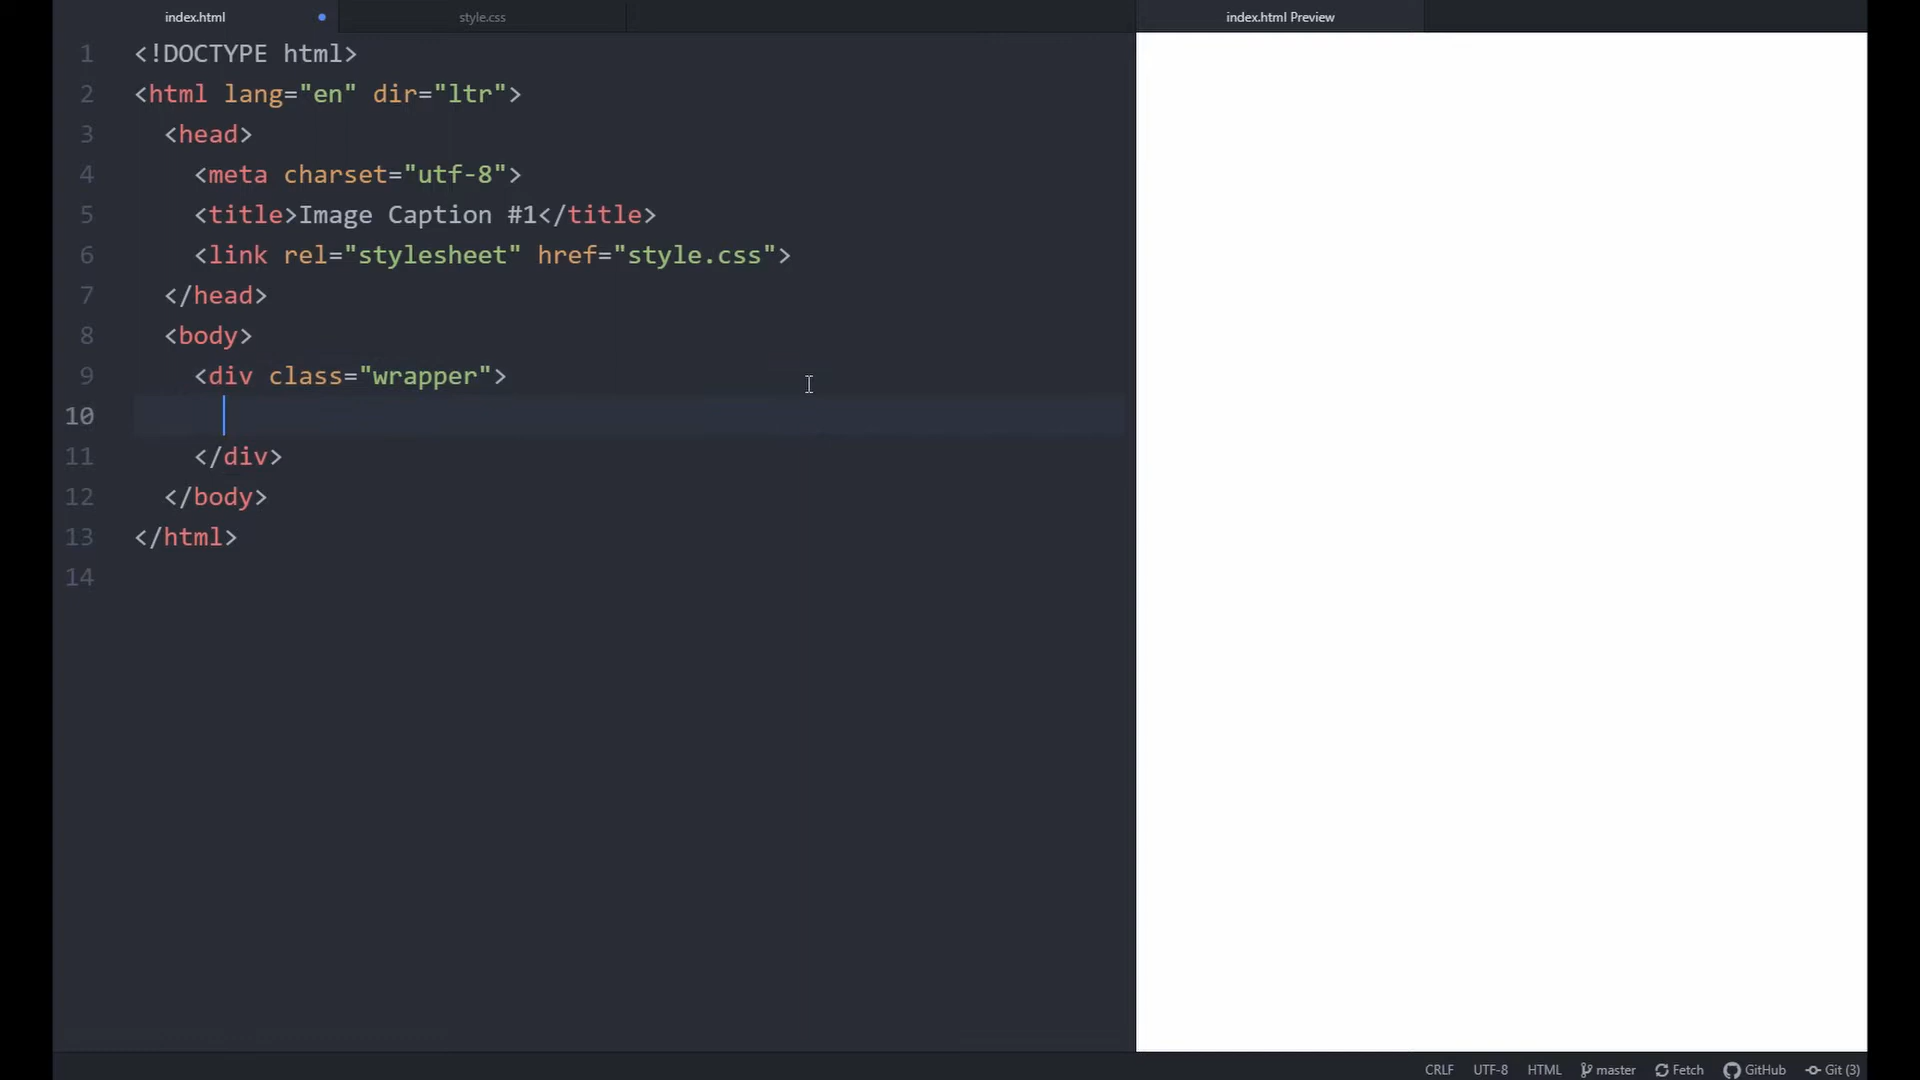 index.html
style.css
index.html Preview
1 <!DOCTYPE html>
2 <html lang="en" dir="ltr">
3 <head>
4 <meta charset="utf-8">
5 <title>Image Caption #1</title>
6 <link rel="stylesheet" href="style.css">
7 </head>
8 <body>
9 <div class="wrapper">
10
11 </div>
12 </body>
13 </html>
14
CRLF UTF-8 HTML master Fetch GitHub Git (3)